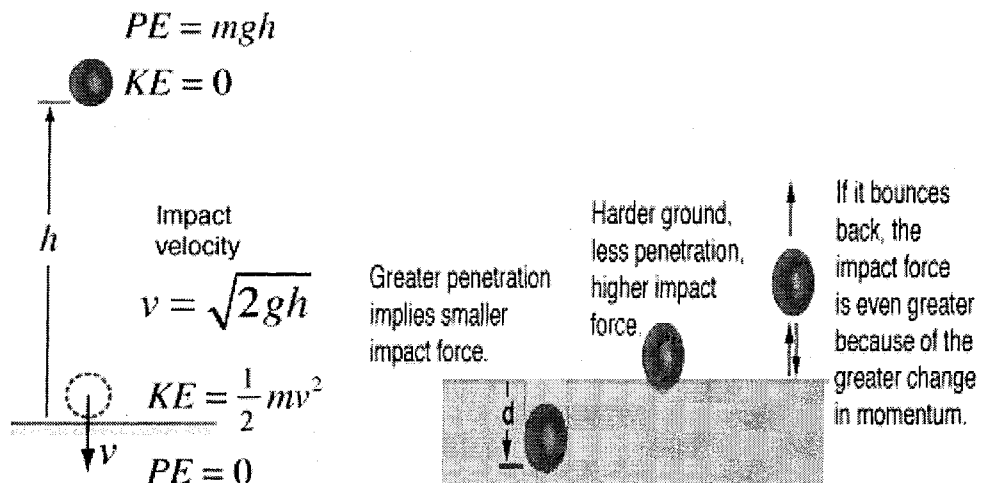 PE = mgh
KE = 0
h
Impact
velocity
v = √2gh
KE = 1/2 mv²
v
PE = 0
Greater penetration
implies smaller
impact force.
d
Harder ground,
less penetration,
higher impact
force.
If it bounces
back, the
impact force
is even greater
because of the
greater change
in momentum.